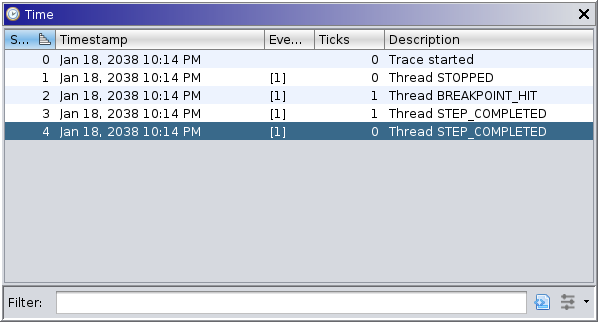 Time
S... Timestamp Eve... Ticks Description
0 Jan 18, 2038 10:14 PM 0 Trace started
1 Jan 18, 2038 10:14 PM [1] 0 Thread STOPPED
2 Jan 18, 2038 10:14 PM [1] 1 Thread BREAKPOINT_HIT
3 Jan 18, 2038 10:14 PM [1] 1 Thread STEP_COMPLETED
4 Jan 18, 2038 10:14 PM [1] 0 Thread STEP_COMPLETED
Filter: